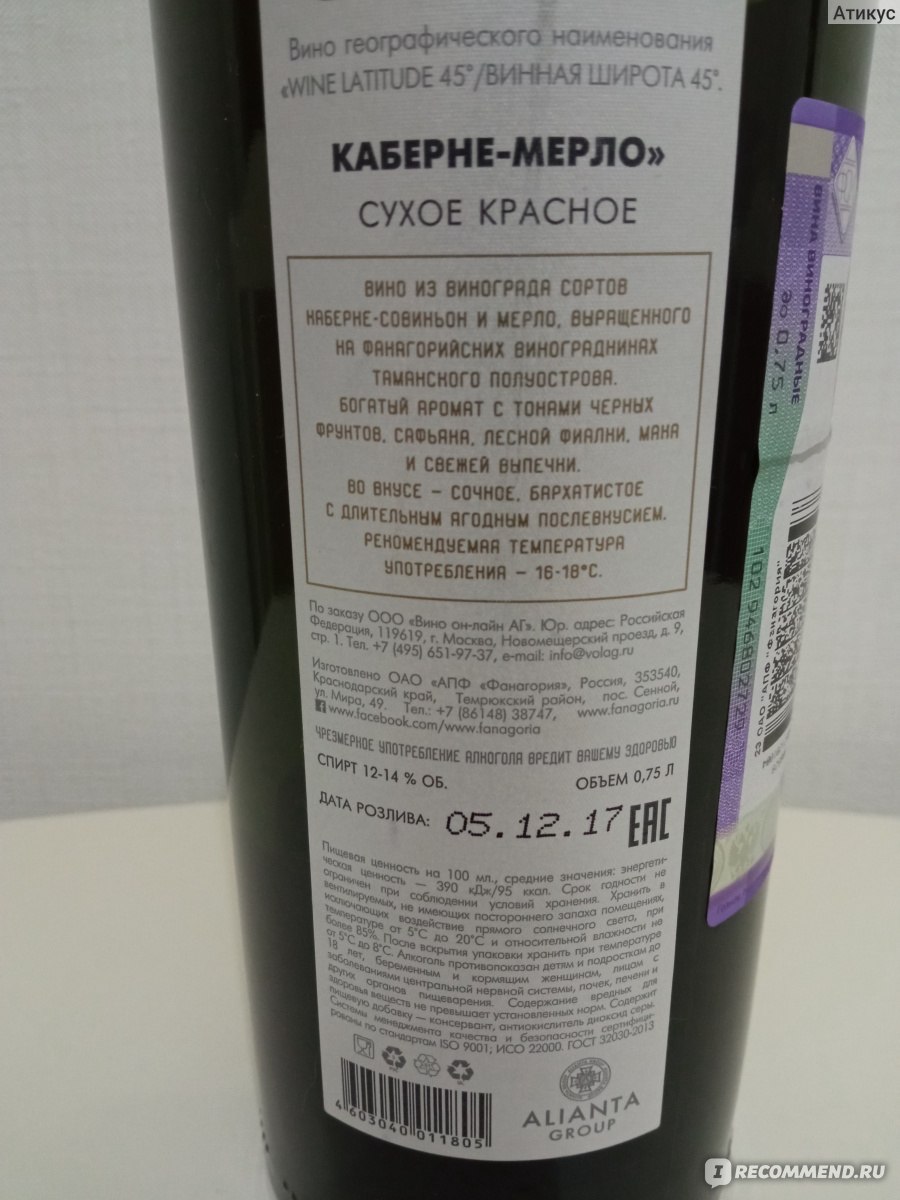 Атикус
Вино географического наименования
«WINE LATITUDE 45°/ВИННАЯ ШИРОТА 45°.
КАБЕРНЕ-МЕРЛО»
СУХОЕ КРАСНОЕ
ВИНО ИЗ ВИНОГРАДА СОРТОВ
КАБЕРНЕ-СОВИНЬОН И МЕРЛО, ВЫРАЩЕННОГО
НА ФАНАГОРИЙСКИХ ВИНОГРАДНИКАХ
ТАМАНСКОГО ПОЛУОСТРОВА.
БОГАТЫЙ АРОМАТ С ТОНАМИ ЧЕРНЫХ
ФРУКТОВ, САФЬЯНА, ЛЕСНОЙ ФИАЛКИ, МАКА
И СВЕЖЕЙ ВЫПЕЧКИ.
ВО ВКУСЕ – СОЧНОЕ, БАРХАТИСТОЕ
С ДЛИТЕЛЬНЫМ ЯГОДНЫМ ПОСЛЕВКУСИЕМ.
РЕКОМЕНДУЕМАЯ ТЕМПЕРАТУРА
УПОТРЕБЛЕНИЯ – 16-18°С.
По заказу ООО «Вино он-лайн АГ». Юр. адрес: Российская
Федерация, 119619, г. Москва, Новомещерский проезд, д. 9,
стр. 1. Тел. +7 (495) 651-97-37, e-mail: info@volag.ru
Изготовлено ОАО «АПФ «Фанагория», Россия, 353540,
Краснодарский край, Темрюкский район, пос. Сенной,
ул. Мира, 49. Тел.: +7 (86148) 38747, www.fanagoria.ru
www.facebook.com/www.fanagoria
ЧРЕЗМЕРНОЕ УПОТРЕБЛЕНИЕ АЛКОГОЛЯ ВРЕДИТ ВАШЕМУ ЗДОРОВЬЮ
СПИРТ 12-14 % ОБ. ОБЪЕМ 0,75 Л
ДАТА РОЗЛИВА: 05.12.17 ЕАС
Пищевая ценность на 100 мл., средние значения: энергети-
ческая ценность — 390 кДж/95 ккал. Срок годности не
ограничен при соблюдении условий хранения. Хранить в
вентилируемых, не имеющих постороннего запаха помещениях,
исключающих воздействие прямого солнечного света, при
температуре от 5°С до 20°С и относительной влажности не
более 85%. После вскрытия упаковки хранить при температуре
от 5°С до 8°С. Алкоголь противопоказан детям и подросткам до
18 лет, беременным и кормящим женщинам, лицам с
заболеваниями центральной нервной системы, почек, печени и
других органов пищеварения. Содержание вредных для
здоровья веществ не превышает установленных норм. Содержит
пищевую добавку – консервант, антиокислитель диоксид серы.
Системы менеджмента качества и безопасности сертифици-
рованы по стандартам ISO 9001; ИСО 22000. ГОСТ 32030-2013
4 603040 011805
ALIANTA
GROUP
ВИНА ВИНОГРАДНЫЕ
до 0,75 л
23 ОАО "АПФ "Фанагория"
IRECOMMEND.RU